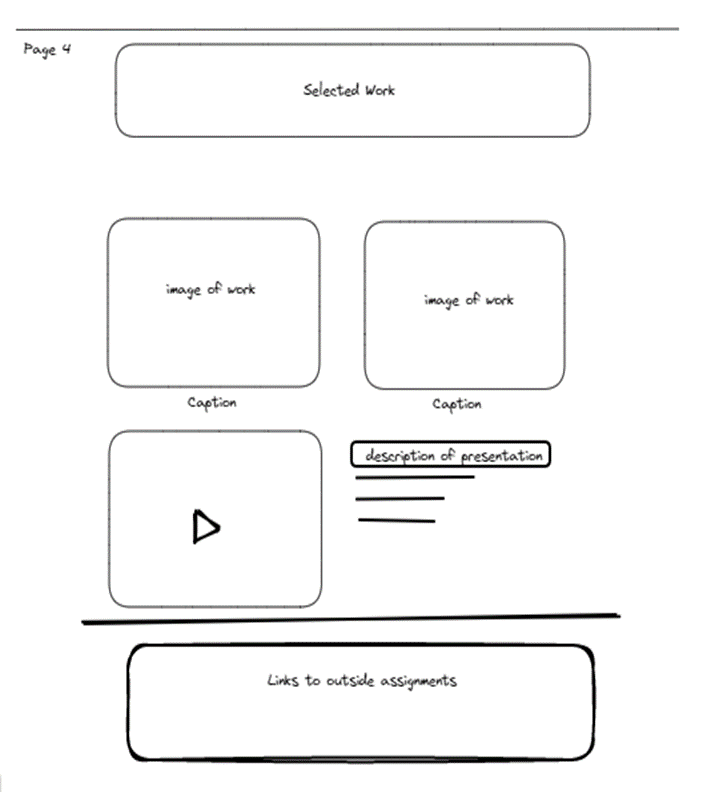 Page 4
Selected Work
image of work
image of work
Caption
Caption
description of presentation
Links to outside assignments